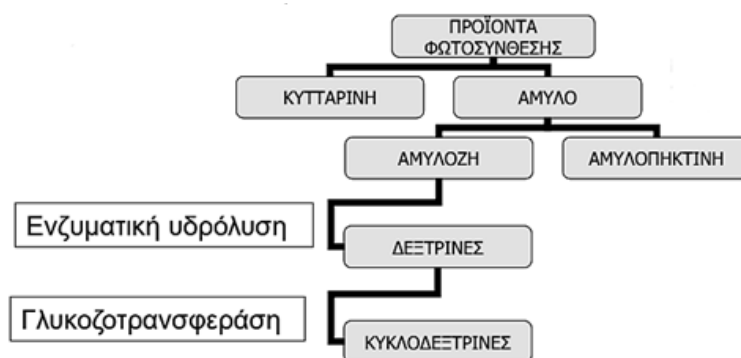 ΠΡΟΪΟΝΤΑ
ΦΩΤΟΣΥΝΘΕΣΗΣ
ΚΥΤΤΑΡΙΝΗ
ΑΜΥΛΟ
ΑΜΥΛΟΖΗ
ΑΜΥΛΟΠΗΚΤΙΝΗ
Ενζυματική υδρόλυση
ΔΕΞΤΡΙΝΕΣ
Γλυκοζοτρανσφεράση
ΚΥΚΛΟΔΕΞΤΡΙΝΕΣ